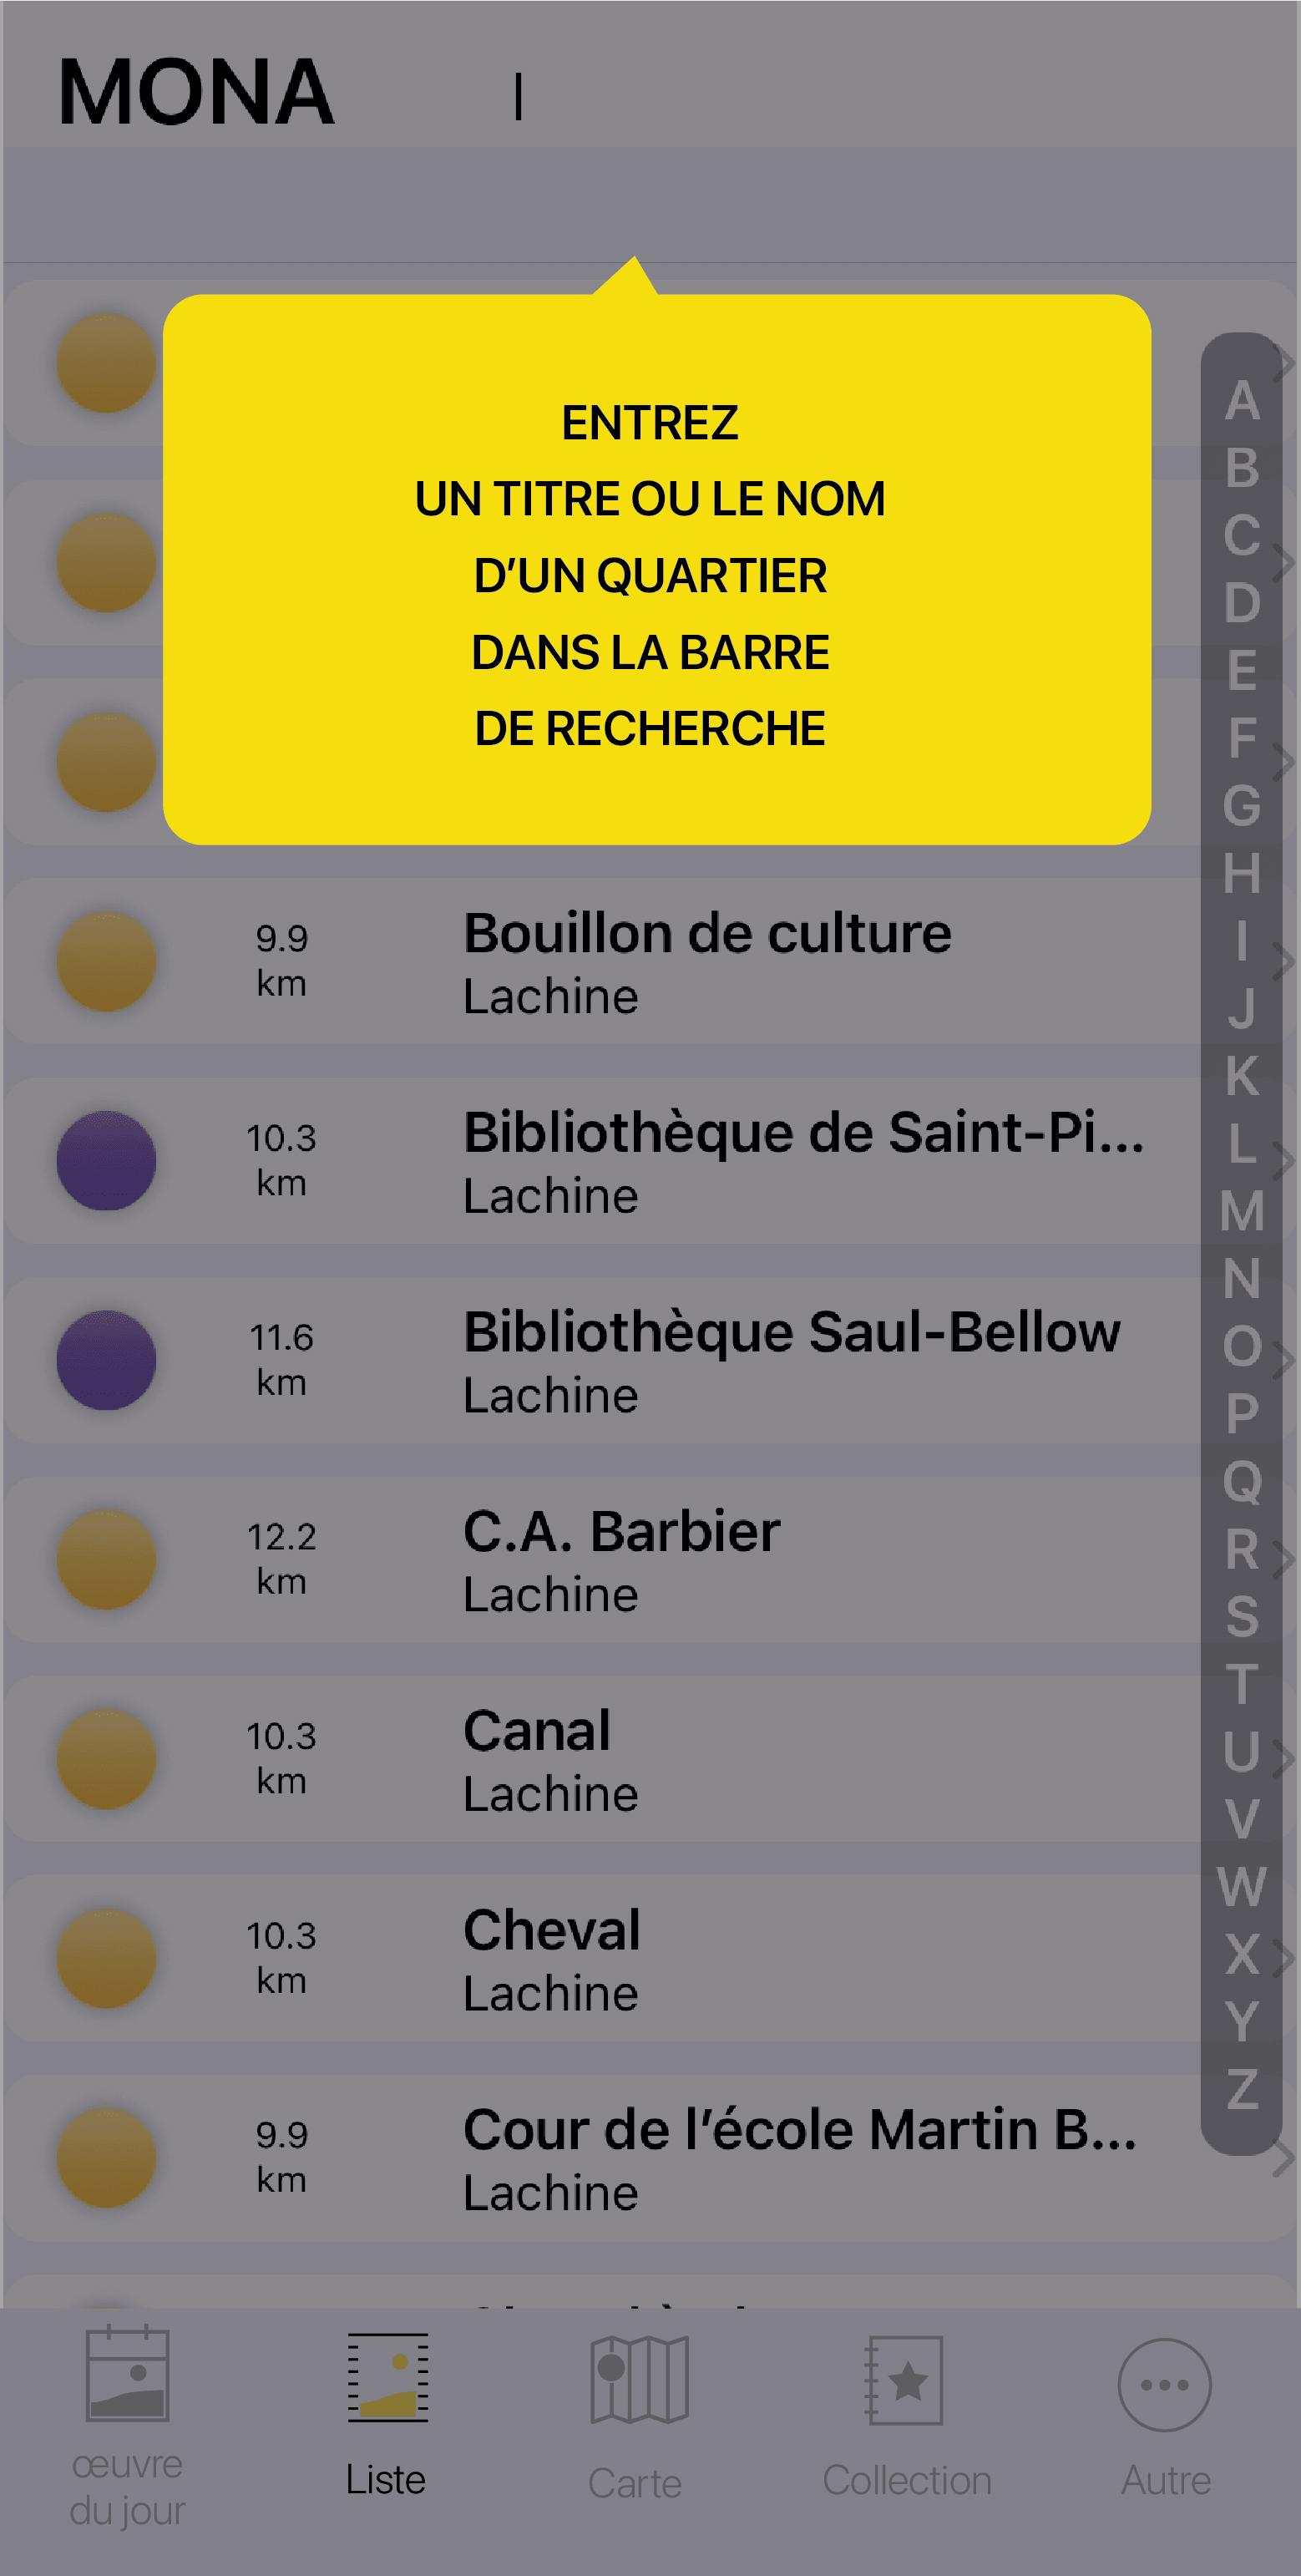 MONA
ENTREZ
UN TITRE OU LE NOM
D’UN QUARTIER
DANS LA BARRE
DE RECHERCHE
9.9
km
Bouillon de culture
Lachine
10.3
km
Bibliothèque de Saint-Pi...
Lachine
11.6
km
Bibliothèque Saul-Bellow
Lachine
12.2
km
C.A. Barbier
Lachine
10.3
km
Canal
Lachine
10.3
km
Cheval
Lachine
9.9
km
Cour de l’école Martin B...
Lachine
A
B
C
D
E
F
G
H
I
J
K
L
M
N
O
P
Q
R
S
T
U
V
W
X
Y
Z
œuvre
du jour
Liste
Carte
Collection
Autre